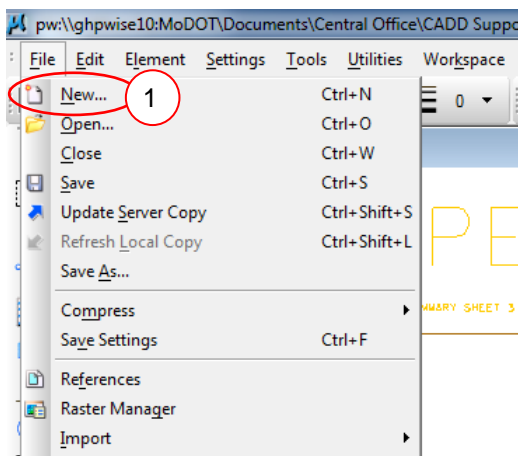 pw:\\ghpwise10:MoDOT\Documents\Central Office\CADD Suppo
File Edit Element Settings Tools Utilities Workspace
New... 1 Ctrl+N
0
Open... Ctrl+O
Close Ctrl+W
Save Ctrl+S
Update Server Copy Ctrl+Shift+S
Refresh Local Copy Ctrl+Shift+L
PE
Save As...
MMARY SHEET 3
Compress
Save Settings Ctrl+F
References
Raster Manager
Import